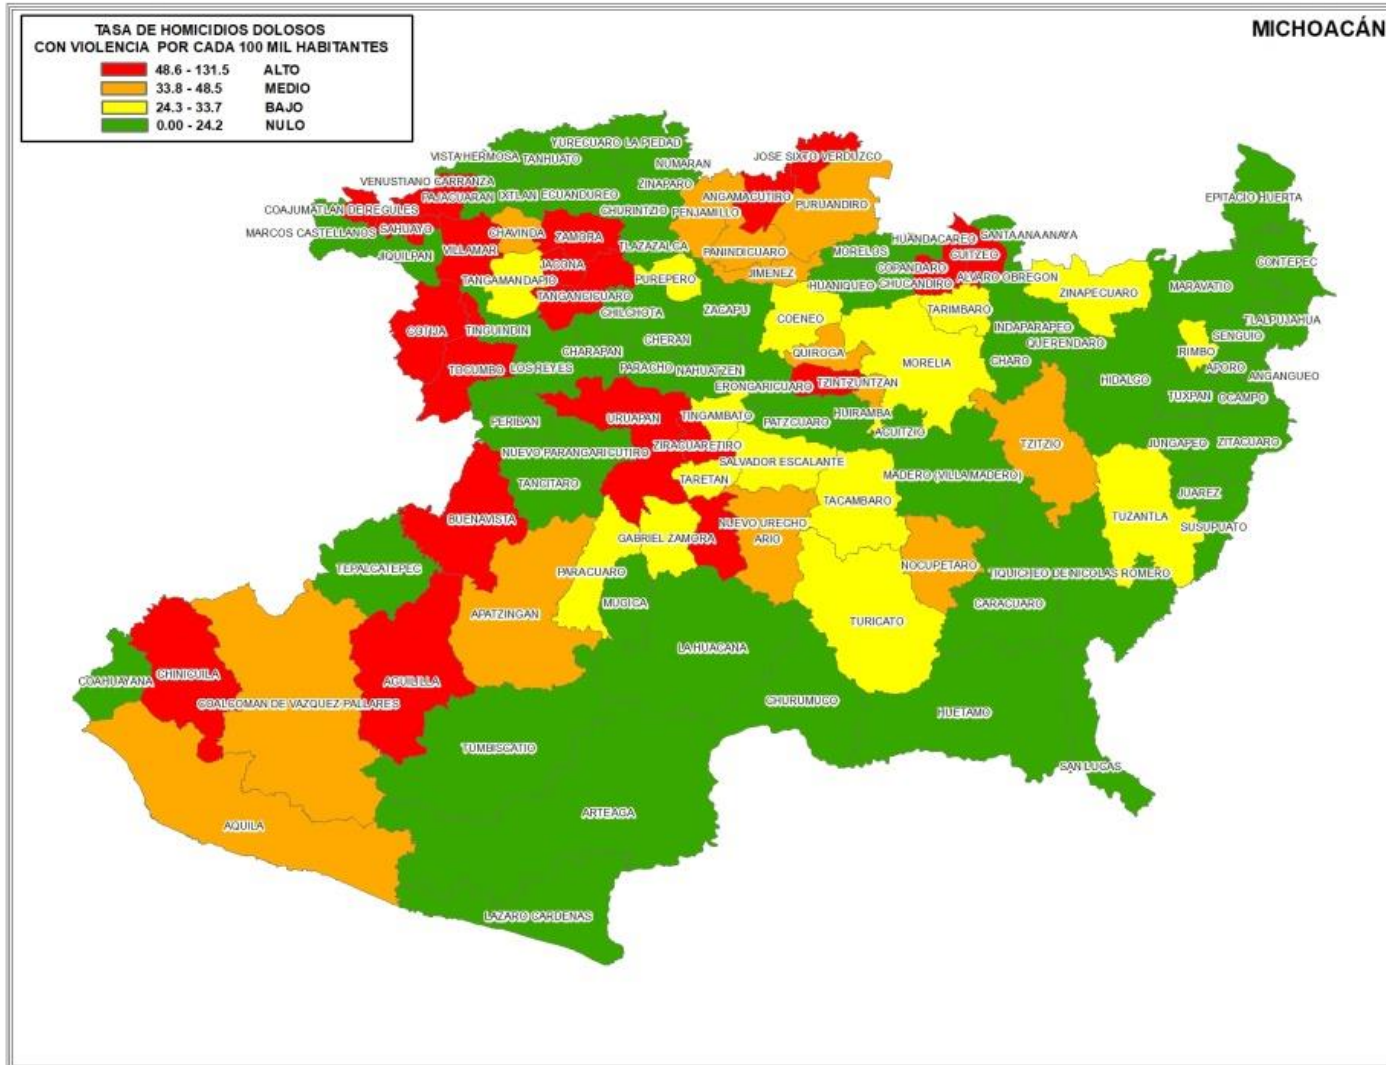 TASA DE HOMICIDIOS DOLOSOS
CON VIOLENCIA POR CADA 100 MIL HABITANTES
48.6 - 131.5 ALTO
33.8 - 48.5 MEDIO
24.3 - 33.7 BAJO
0.00 - 24.2 NULO
MICHOACÁN
YURECUARO LA PIEDAD
VISTA HERMOSA
TANHUATO
JOSE SIXTO VERDUZCO
NUMARAN
VENUSTIANO CARRANZA
ZINAPARO
PAJACUARAN
IXTLAN
ECUANDUREO
ANGAMACUTIRO
EPITACIO HUERTA
COAJUMATLAN DE REGULES
CHURINTZIO
PENJAMILLO
PURUANDIRO
SAHUAYO
MARCOS CASTELLANOS
CHAVINDA
ZAMORA
HUANDACAREO
SANTA ANA ANAYA
VILLAMAR
TLAZAZALCA
PANINDICUARO
MORELOS
CUITZEO
JIQUILPAN
JACONA
COPANDARO
CONTEPEC
TANGAMANDAPIO
PUREPERO
JIMENEZ
HUANIQUEO
CHUCANDIRO
ALVARO OBREGON
MARAVATIO
ZINAPECUARO
TANGANCICUARO
CHILCHOTA
ZACAPU
COENEO
TARIMBARO
TLALPUJAHUA
COTIJA
TINGUINDIN
INDAPARAPEO
SENGUIO
CHERAN
QUERENDARO
CHARAPAN
QUIROGA
RIMBO
TOCUMBO
LOS REYES
PARACHO
NAHUATZEN
MORELIA
CHARO
APORO
ANGANGUEO
ERONGARICUARO
TZINTZUNTZAN
HIDALGO
TUXPAN
OCAMPO
PERIBAN
URUAPAN
TINGAMBATO
PATZCUARO
HUIRAMBA
ACUITZIO
ZIRACUARETIRO
TZITZIO
JUNGAPEO
ZITACUARO
NUEVO PARANGARICUTIRO
SALVADOR ESCALANTE
TANCITARO
TARETAN
MADERO (VILLA MADERO)
TACAMBARO
JUAREZ
BUENAVISTA
TUZANTLA
NUEVO URECHO
SUSUPUATO
GABRIEL ZAMORA
ARIO
TEPALCATEPEC
PARACUARO
NOCUPETARO
TIQUICHEO DE NICOLAS ROMERO
MUGICA
CARACUARO
APATZINGAN
TURICATO
LA HUACANA
CHINICUILA
COAHUAYANA
AGUILILLA
COALCOMAN DE VAZQUEZ PALLARES
CHURUMUCO
HUETAMO
TUMBISCATIO
SAN LUCAS
ARTEAGA
AQUILA
LAZARO CARDENAS